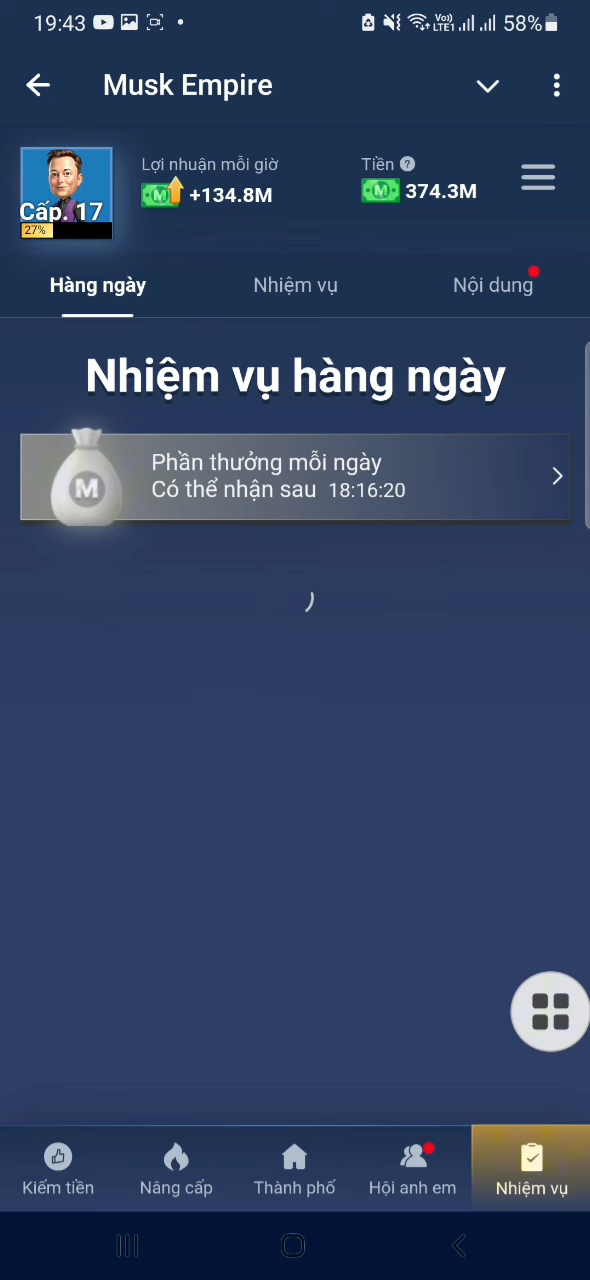 19:43
Vo)) LTE1
58%
Musk Empire
Cấp. 17
27%
Lợi nhuận mỗi giờ
M +134.8M
Tiền ?
M 374.3M
Hàng ngày
Nhiệm vụ
Nội dung
Nhiệm vụ hàng ngày
M
Phần thưởng mỗi ngày
Có thể nhận sau 18:16:20
Kiếm tiền
Nâng cấp
Thành phố
Hội anh em
Nhiệm vụ